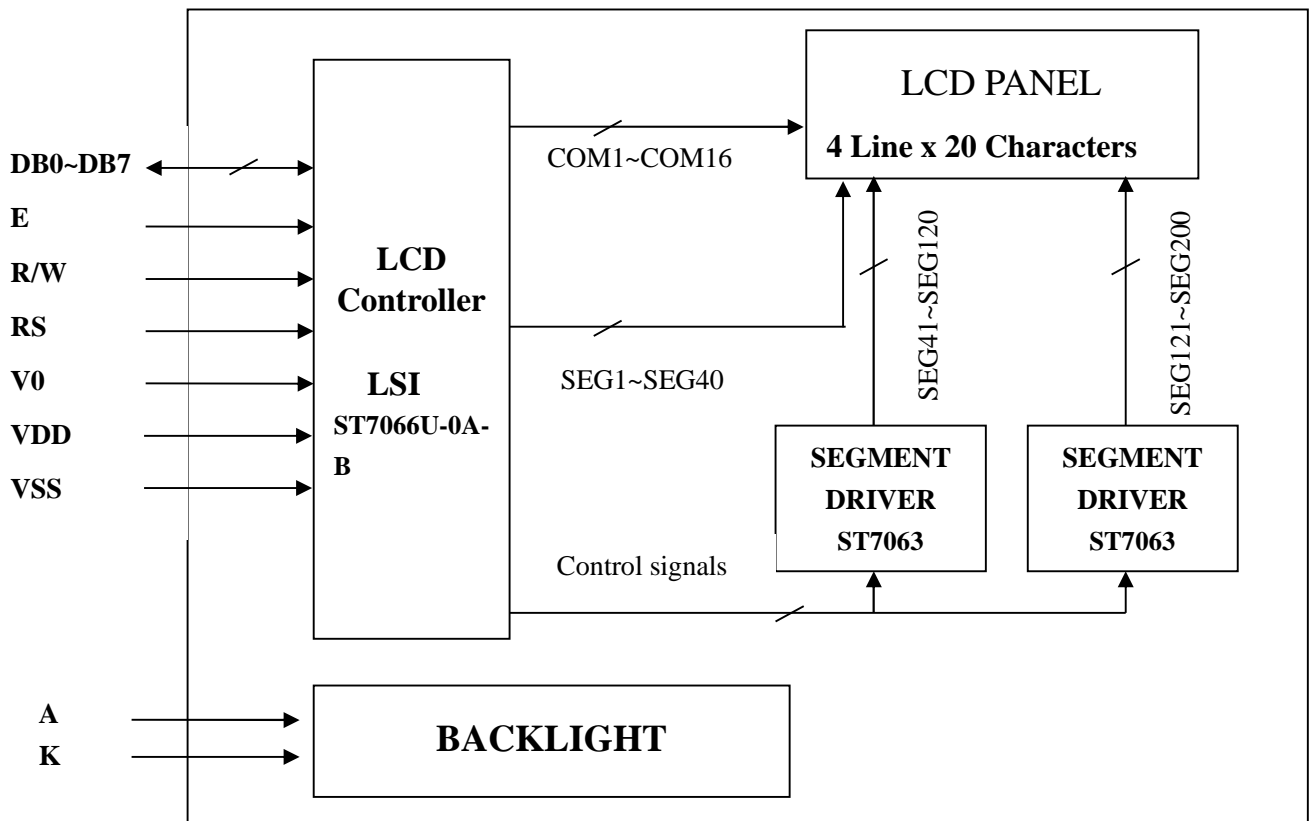 LCD PANEL
4 Line x 20 Characters
DB0~DB7
E
R/W
RS
V0
VDD
VSS
LCD
Controller
LSI
ST7066U-0A-
B
COM1~COM16
SEG1~SEG40
SEG41~SEG120
SEG121~SEG200
SEGMENT
DRIVER
ST7063
SEGMENT
DRIVER
ST7063
Control signals
A
K
BACKLIGHT